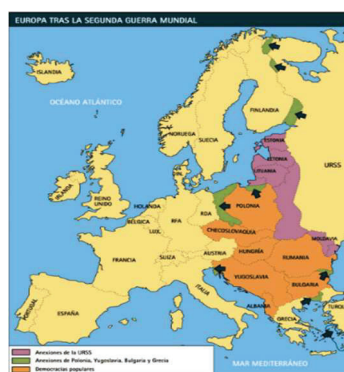 EUROPA TRAS LA SEGUNDA GUERRA MUNDIAL
ISLANDIA
OCÉANO ATLÁNTICO
NORUEGA
SUECIA
FINLANDIA
URSS
ESTONIA
LETONIA
LITUANIA
IRLANDA
REINO UNIDO
HOLANDA
BÉLGICA
LUX.
RFA
RDA
POLONIA
CHECOSLOVAQUIA
MOLDAVIA
FRANCIA
SUIZA
AUSTRIA
HUNGRÍA
RUMANIA
YUGOSLAVIA
BULGARIA
ITALIA
ALBANIA
PORTUGAL
ESPAÑA
GRECIA
MAR MEDITERRÁNEO
Anexiones de la URSS
Anexiones de Polonia, Yugoslavia, Bulgaria y Grecia
Democracias populares